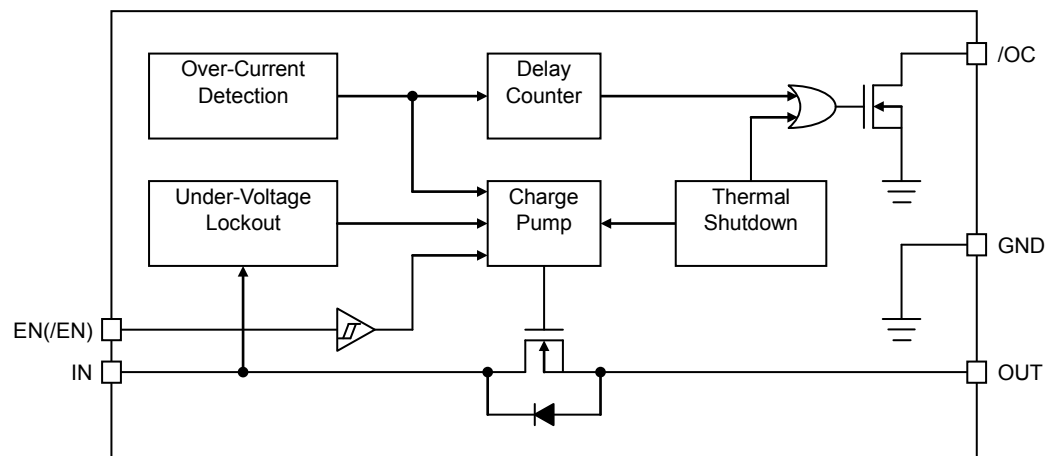 Over-Current
Detection
Delay
Counter
/OC
Under-Voltage
Lockout
Charge
Pump
Thermal
Shutdown
GND
EN(/EN)
IN
OUT